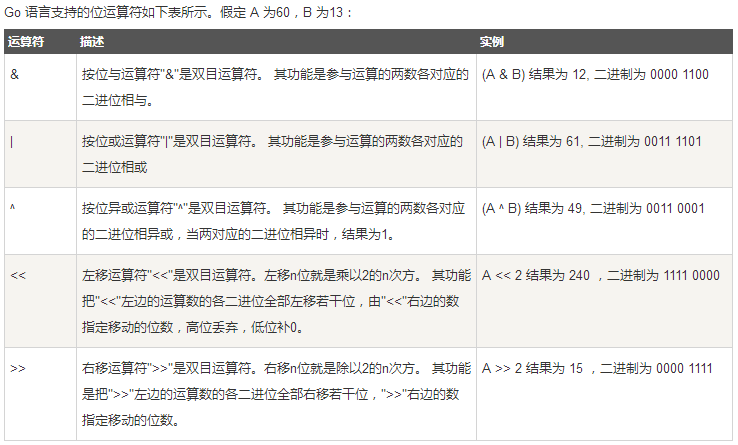 Go 语言支持的位运算符如下表所示。假定 A 为60，B 为13：
运算符 描述 实例
& 按位与运算符"&"是双目运算符。 其功能是参与运算的两数各对应的 (A & B) 结果为 12, 二进制为 0000 1100
二进位相与。
| 按位或运算符"|"是双目运算符。 其功能是参与运算的两数各对应的 (A | B) 结果为 61, 二进制为 0011 1101
二进位相或
^ 按位异或运算符"^"是双目运算符。 其功能是参与运算的两数各对应 (A ^ B) 结果为 49, 二进制为 0011 0001
的二进位相异或，当两对应的二进位相异时，结果为1。
<< 左移运算符"<<"是双目运算符。左移n位就是乘以2的n次方。 其功能 A << 2 结果为 240 ，二进制为 1111 0000
把"<<"左边的运算数的各二进位全部左移若干位，由"<<"右边的数
指定移动的位数，高位丢弃，低位补0。
>> 右移运算符">>"是双目运算符。右移n位就是除以2的n次方。 其功能 A >> 2 结果为 15 ，二进制为 0000 1111
是把">>"左边的运算数的各二进位全部右移若干位，">>"右边的数
指定移动的位数。